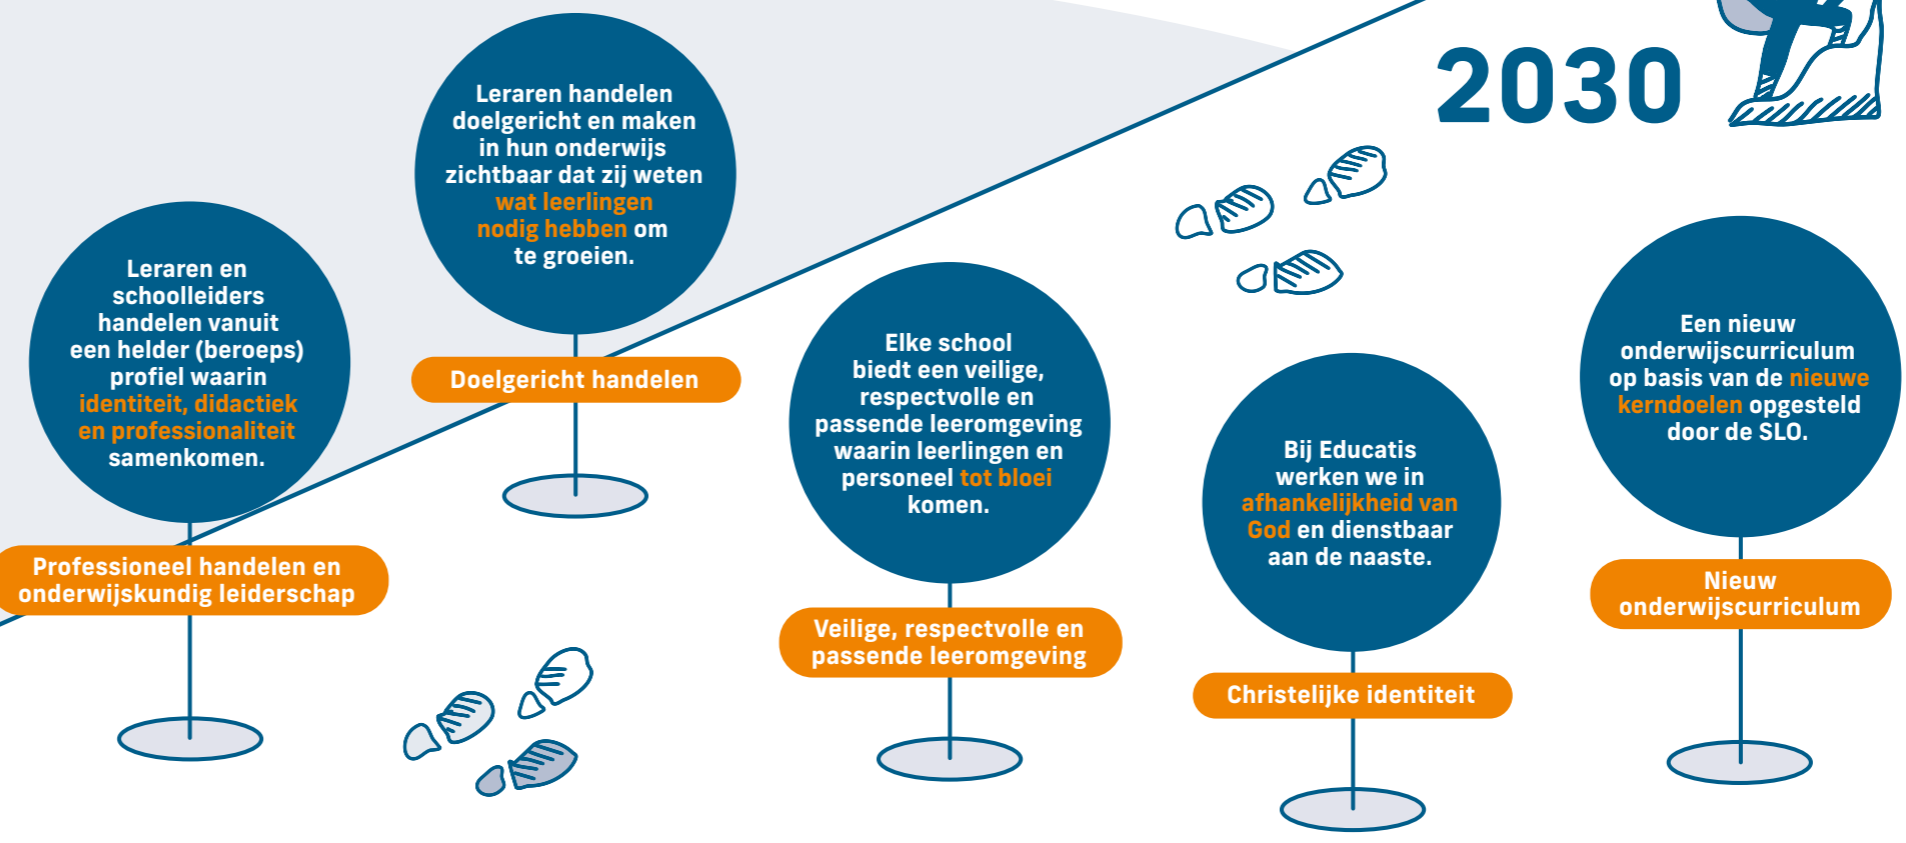 2030
Leraren en
schoolleiders
handelen vanuit
een helder (beroeps)
profiel waarin
identiteit, didactiek
en professionaliteit
samenkomen.
Professioneel handelen en
onderwijskundig leiderschap
Leraren handelen
doelgericht en maken
in hun onderwijs
zichtbaar dat zij weten
wat leerlingen
nodig hebben om
te groeien.
Doelgericht handelen
Elke school
biedt een veilige,
respectvolle en
passende leeromgeving
waarin leerlingen en
personeel tot bloei
komen.
Veilige, respectvolle en
passende leeromgeving
Bij Educatis
werken we in
afhankelijkheid van
God en dienstbaar
aan de naaste.
Christelijke identiteit
Een nieuw
onderwijscurriculum
op basis van de nieuwe
kerndoelen opgesteld
door de SLO.
Nieuw
onderwijscurriculum